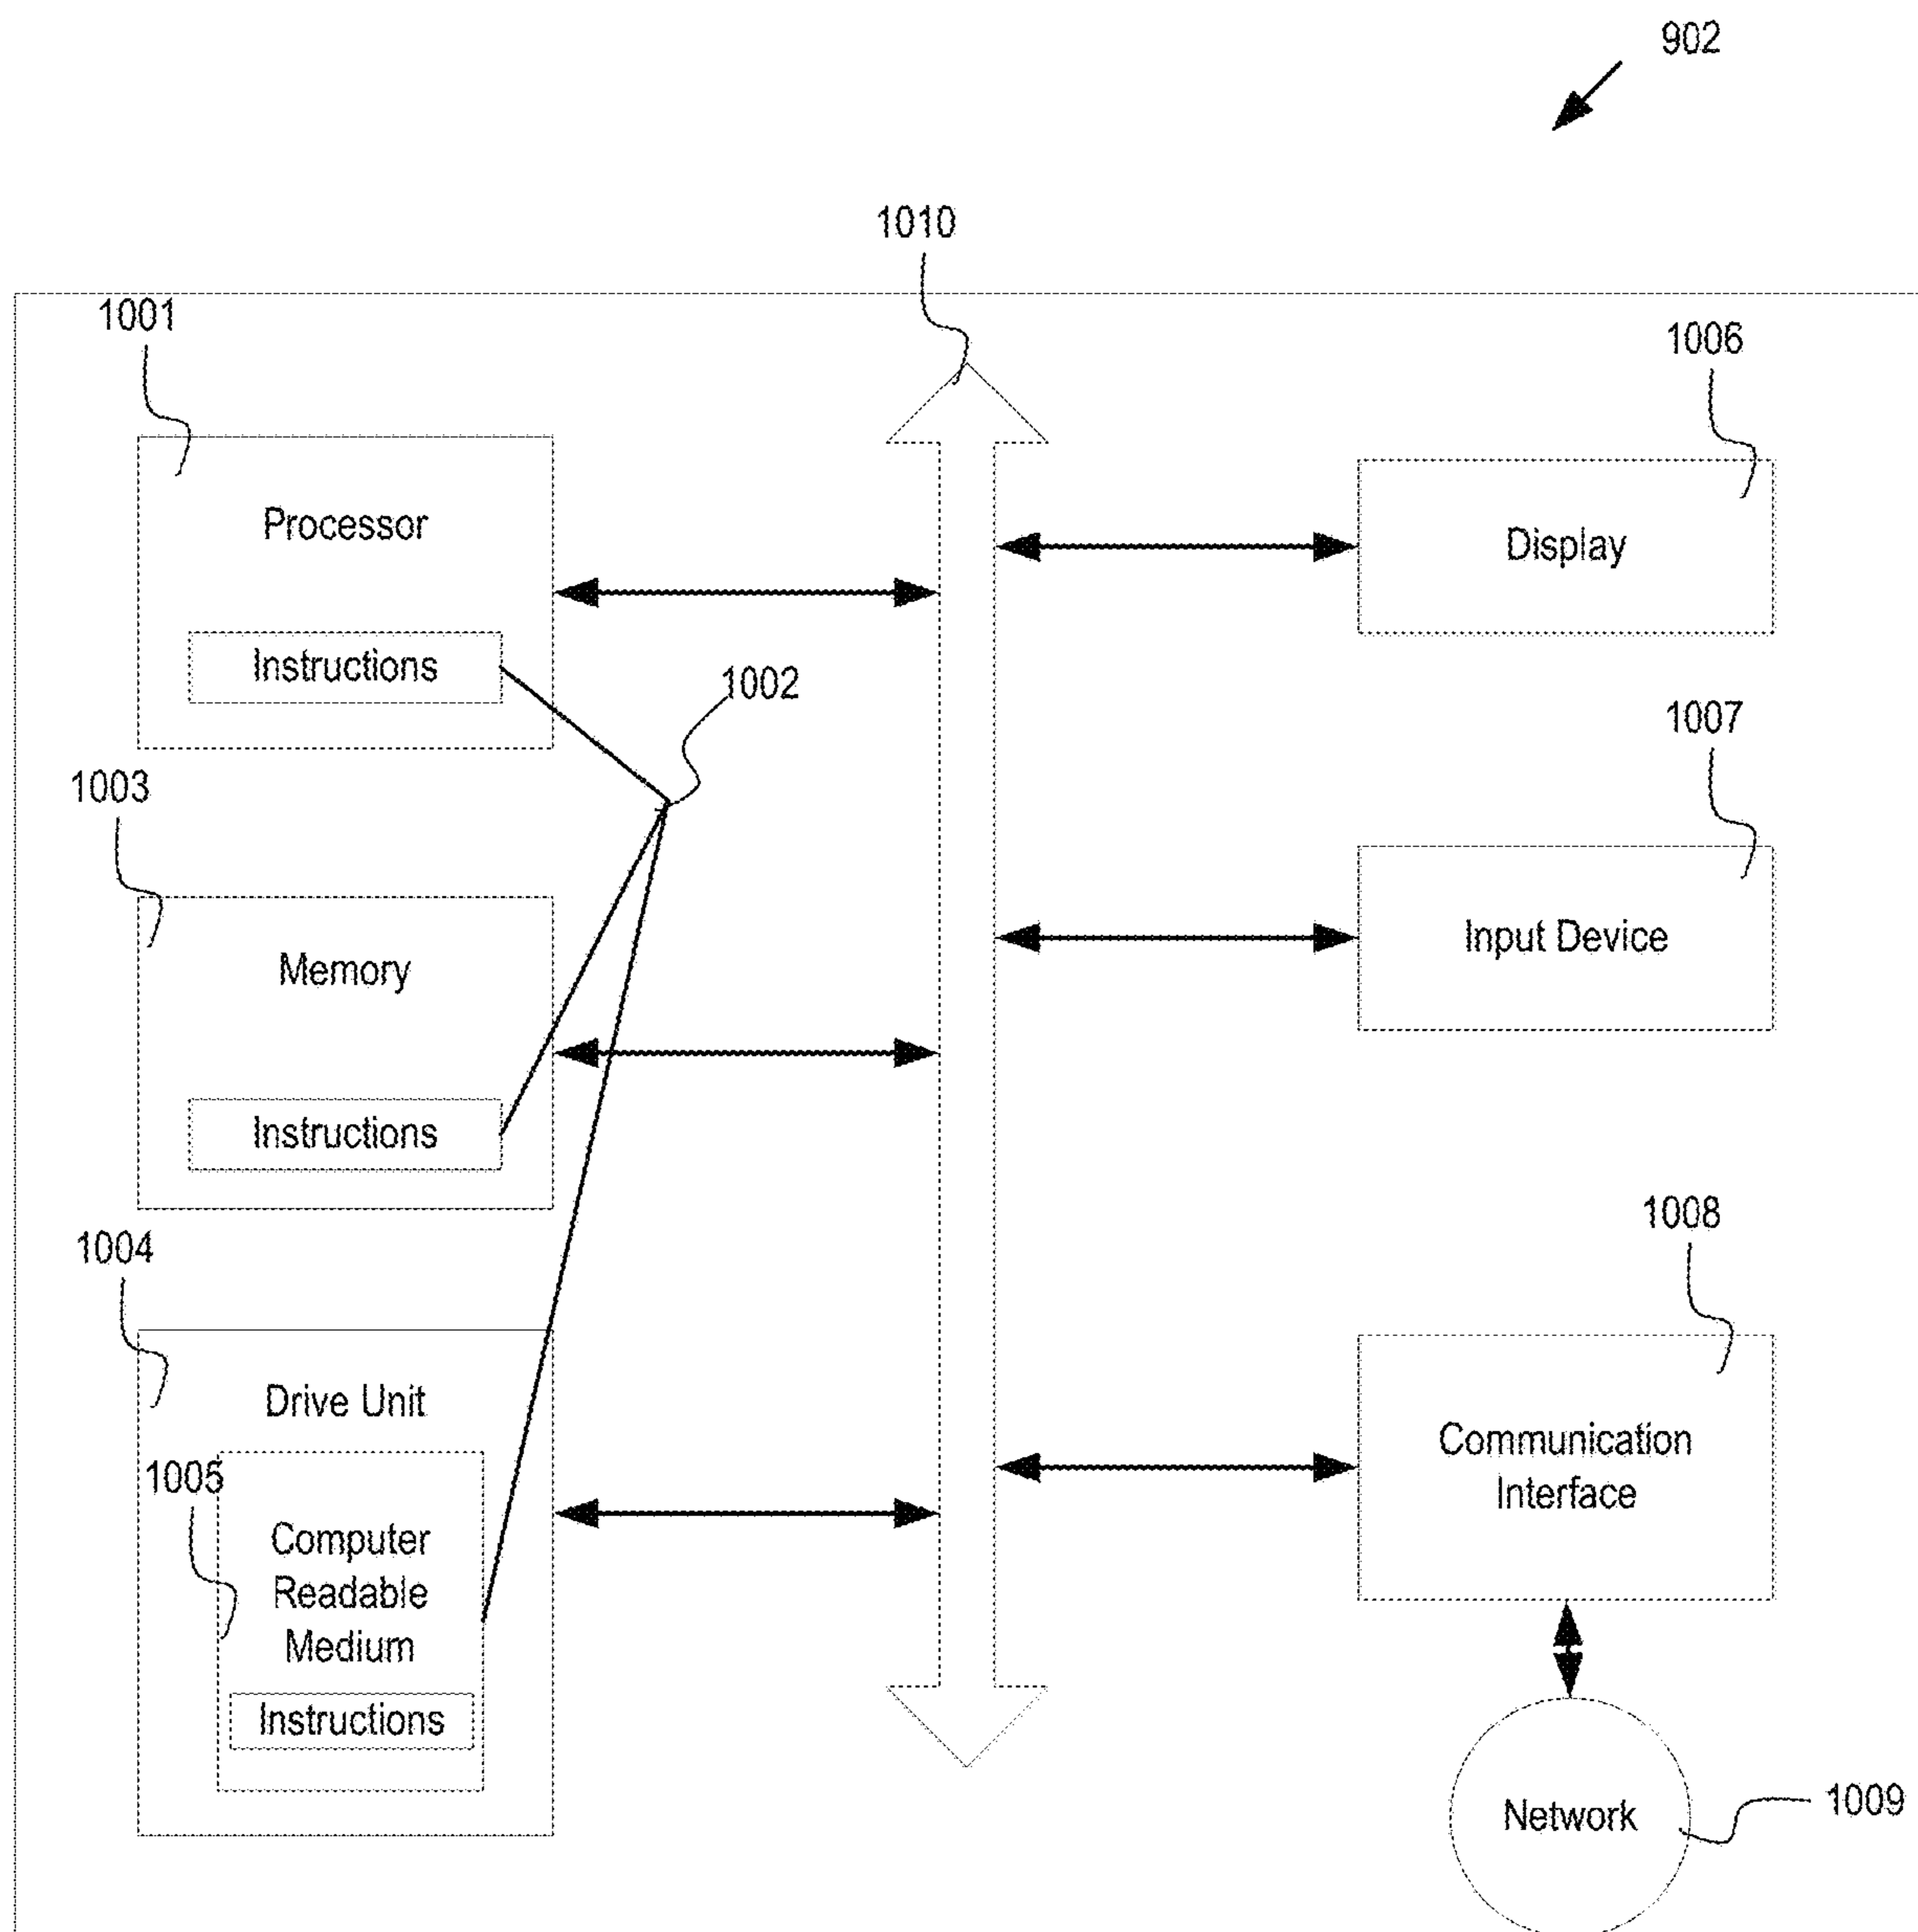 902
1010
1001
1006
Processor
Display
Instructions
1002
1007
1003
Input Device
Memory
Instructions
1008
1004
Drive Unit
Communication
Interface
1005
Computer
Readable
Medium
Instructions
Network
1009